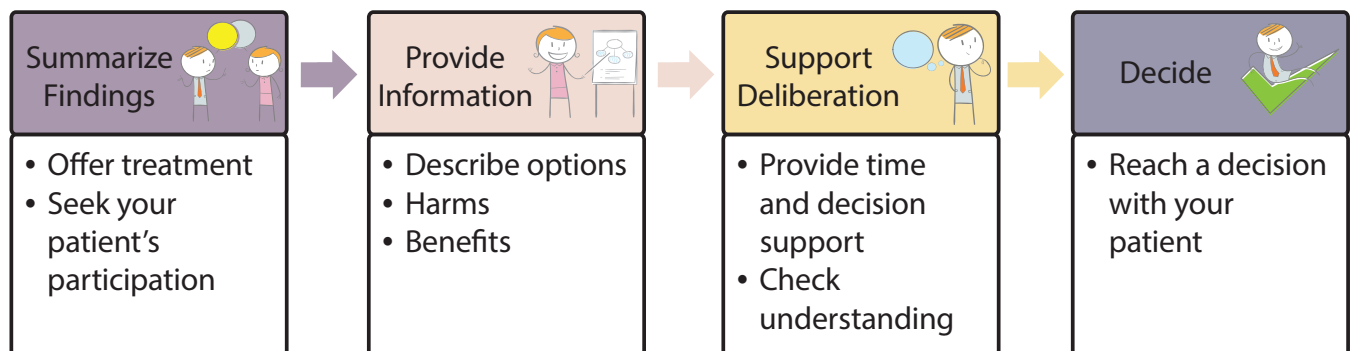 Summarize
Findings
• Offer treatment
• Seek your
patient's
participation
Provide
Information
• Describe options
• Harms
• Benefits
Support
Deliberation
• Provide time
and decision
support
• Check
understanding
Decide
• Reach a decision
with your
patient